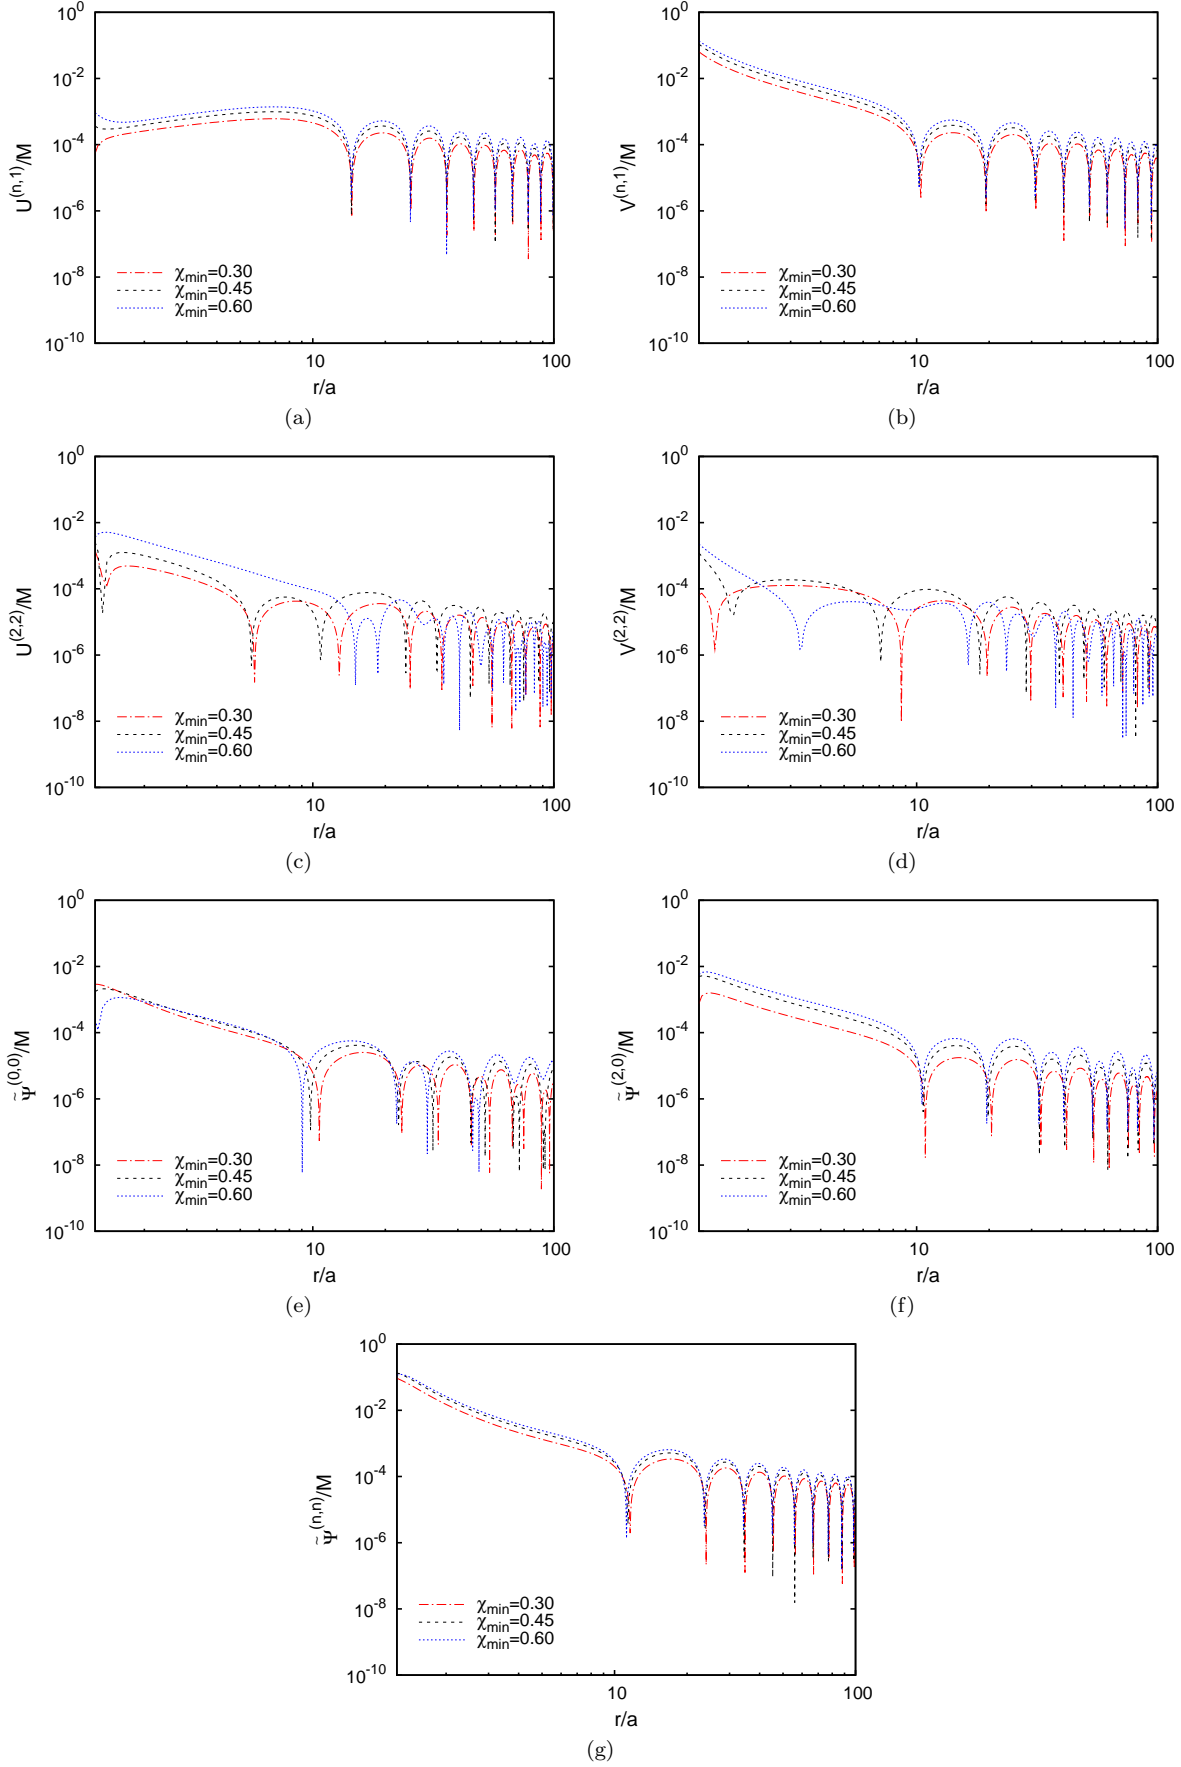 10^0
10^-2
10^-4
10^-6
10^-8
10^-10
U^(n,1)/M
χmin=0.30
χmin=0.45
χmin=0.60
10
100
r/a
(a)
10^0
10^-2
10^-4
10^-6
10^-8
10^-10
V^(n,1)/M
χmin=0.30
χmin=0.45
χmin=0.60
10
100
r/a
(b)
10^0
10^-2
10^-4
10^-6
10^-8
10^-10
U^(2,2)/M
χmin=0.30
χmin=0.45
χmin=0.60
10
100
r/a
(c)
10^0
10^-2
10^-4
10^-6
10^-8
10^-10
V^(2,2)/M
χmin=0.30
χmin=0.45
χmin=0.60
10
100
r/a
(d)
10^0
10^-2
10^-4
10^-6
10^-8
10^-10
Ψ̃^(0,0)/M
χmin=0.30
χmin=0.45
χmin=0.60
10
100
r/a
(e)
10^0
10^-2
10^-4
10^-6
10^-8
10^-10
Ψ̃^(2,0)/M
χmin=0.30
χmin=0.45
χmin=0.60
10
100
r/a
(f)
10^0
10^-2
10^-4
10^-6
10^-8
10^-10
Ψ̃^(n,n)/M
χmin=0.30
χmin=0.45
χmin=0.60
10
100
r/a
(g)